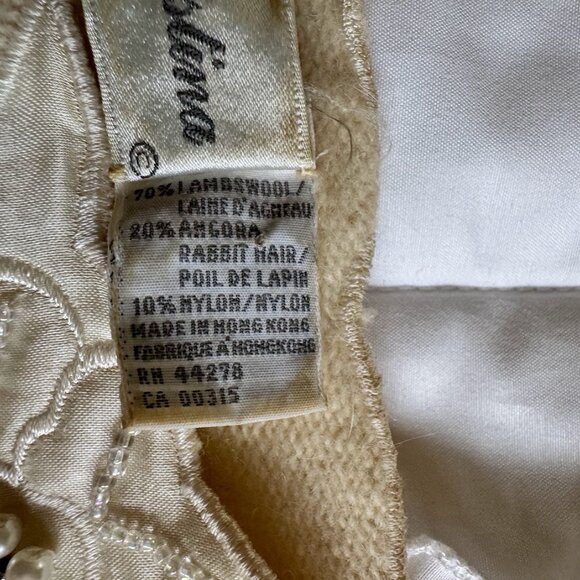 ©
70% LAMBSWOOL/
LAINE D'AGNEAU
20% ANGORA
RABBIT HAIR/
POIL DE LAPIN
10% NYLON/NYLON
MADE IN HONG KONG
FABRIQUE A HONGKONG
RN 44278
CA 00315